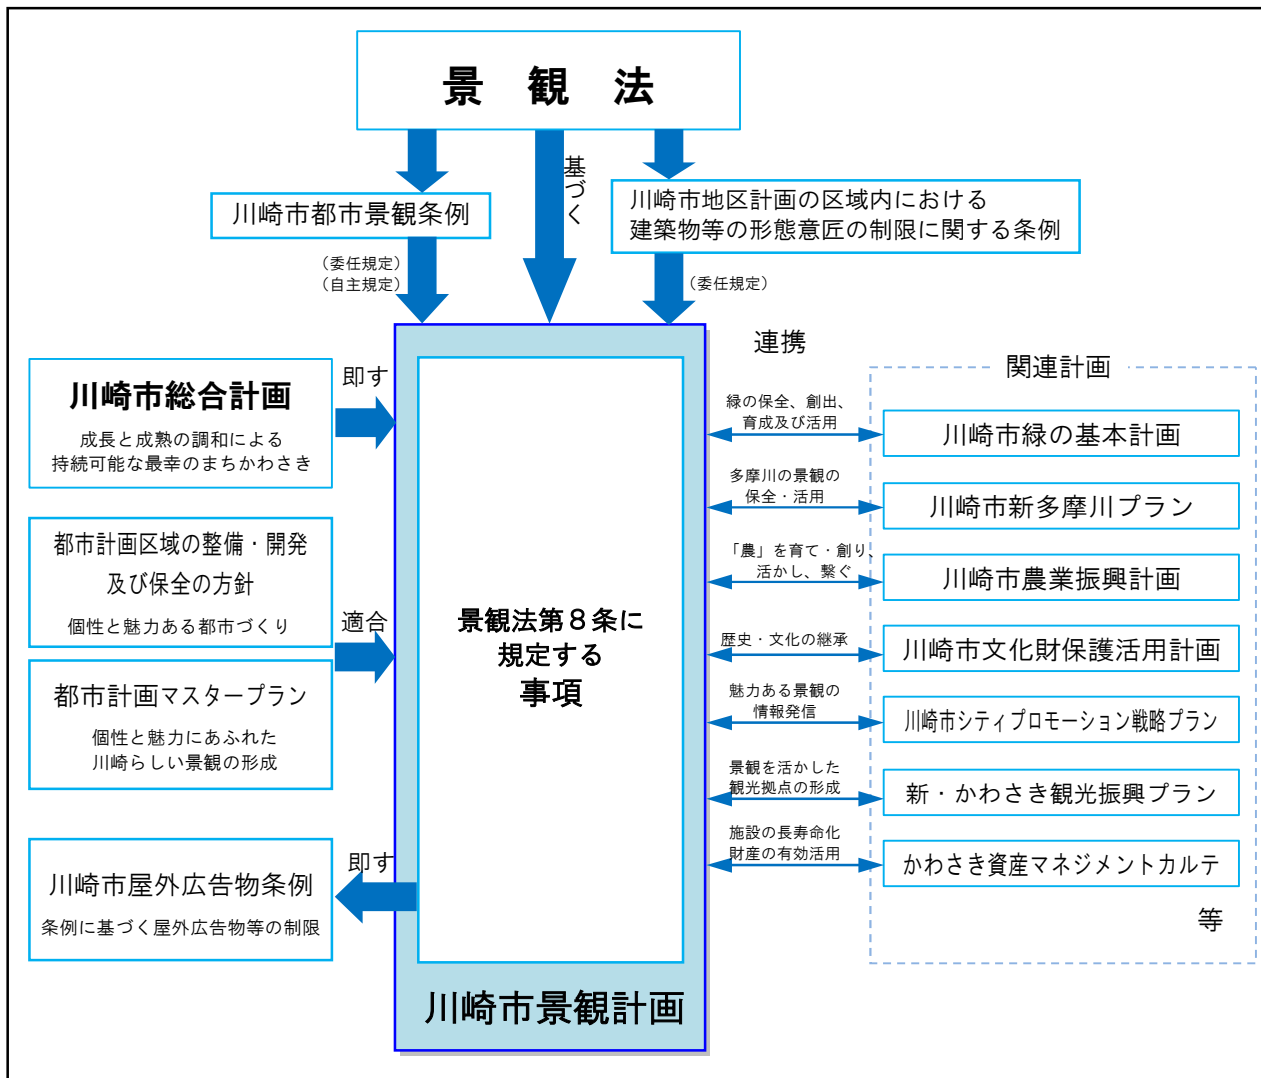 景観法
基づく
川崎市都市景観条例
川崎市地区計画の区域内における
建築物等の形態意匠の制限に関する条例
（委任規定）
（自主規定）
（委任規定）
川崎市総合計画
成長と成熟の調和による
持続可能な最幸のまちかわさき
即す
都市計画区域の整備・開発
及び保全の方針
個性と魅力ある都市づくり
適合
都市計画マスタープラン
個性と魅力にあふれた
川崎らしい景観の形成
川崎市屋外広告物条例
条例に基づく屋外広告物等の制限
即す
景観法第８条に
規定する
事項
川崎市景観計画
連携
関連計画
緑の保全、創出、
育成及び活用
川崎市緑の基本計画
多摩川の景観の
保全・活用
川崎市新多摩川プラン
「農」を育て・創り、
活かし、繋ぐ
川崎市農業振興計画
歴史・文化の継承
川崎市文化財保護活用計画
魅力ある景観の
情報発信
川崎市シティプロモーション戦略プラン
景観を活かした
観光拠点の形成
新・かわさき観光振興プラン
施設の長寿命化
財産の有効活用
かわさき資産マネジメントカルテ
等